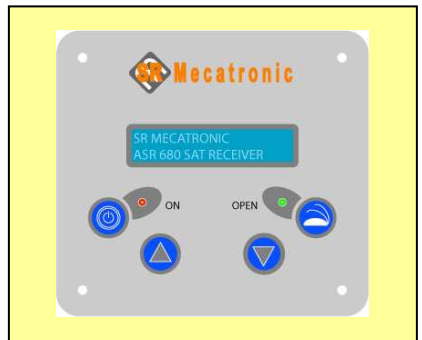 SR Mecatronic
SR MECATRONIC
ASR 680 SAT RECEIVER
ON OPEN